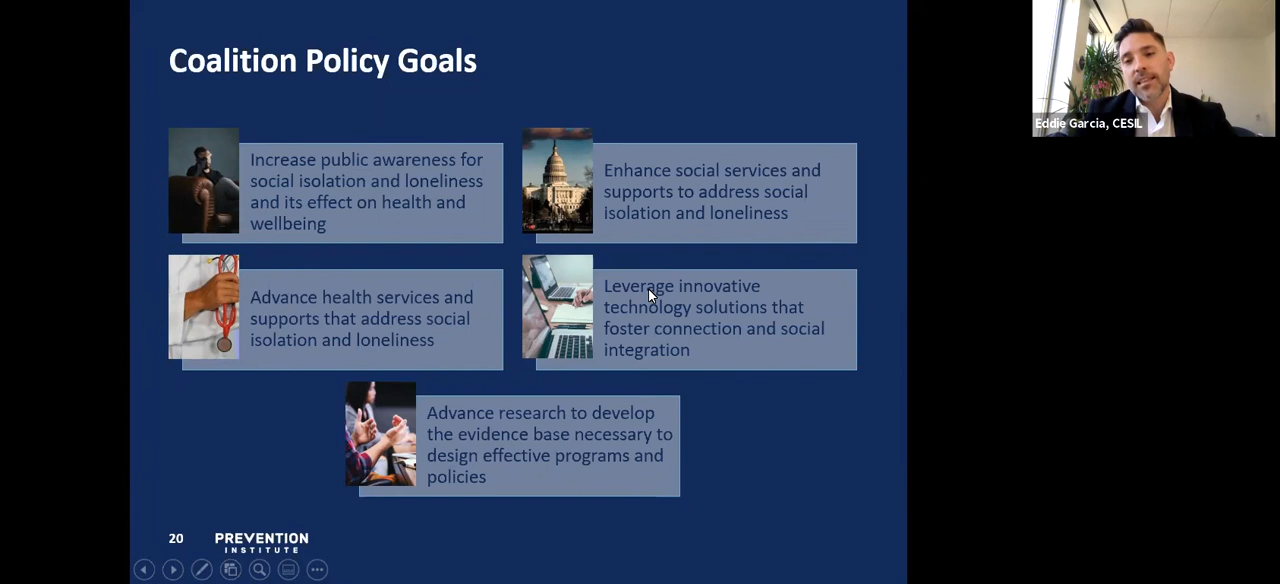 Coalition Policy Goals
Increase public awareness for
social isolation and loneliness
and its effect on health and
wellbeing
Enhance social services and
supports to address social
isolation and loneliness
Advance health services and
supports that address social
isolation and loneliness
Leverage innovative
technology solutions that
foster connection and social
integration
Advance research to develop
the evidence base necessary to
design effective programs and
policies
20
PREVENTION
INSTITUTE
Eddie Garcia, CESIL